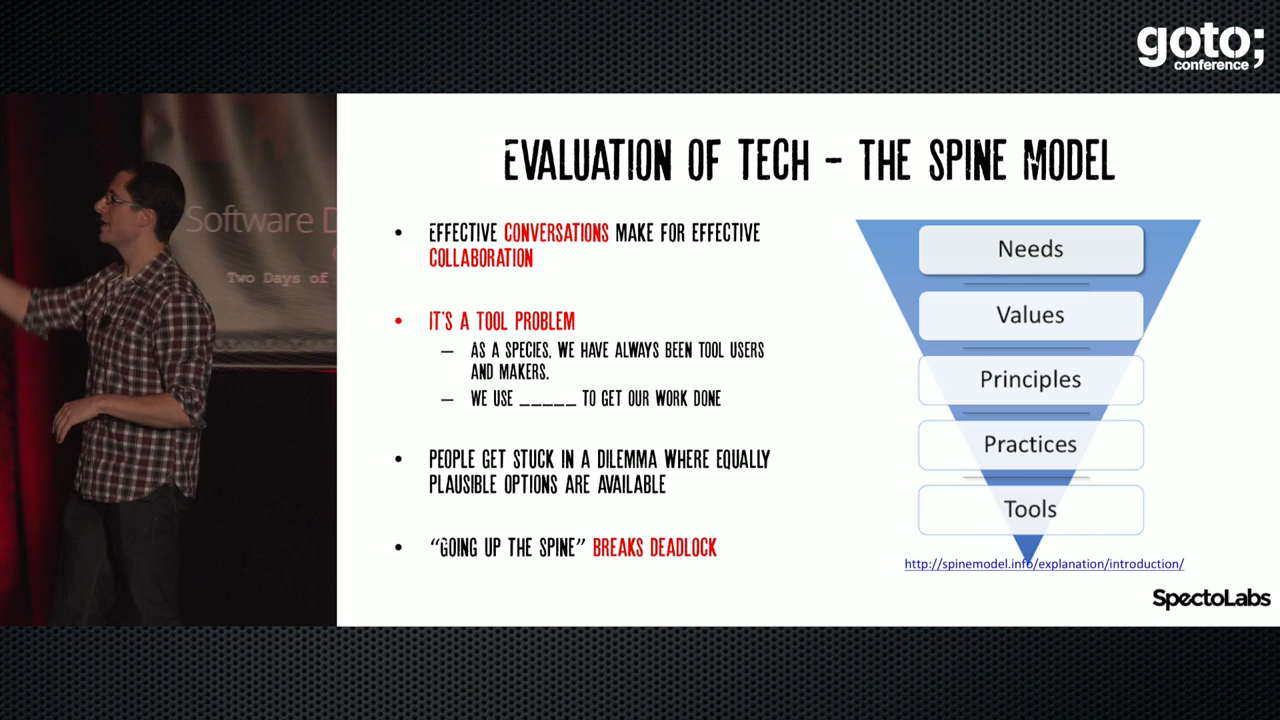 goto;
conference
Software D
Two Days of
EVALUATION OF TECH – THE SPINE MODEL
• EFFECTIVE CONVERSATIONS MAKE FOR EFFECTIVE
COLLABORATION
• IT'S A TOOL PROBLEM
– AS A SPECIES, WE HAVE ALWAYS BEEN TOOL USERS
AND MAKERS.
– WE USE _____ TO GET OUR WORK DONE
• PEOPLE GET STUCK IN A DILEMMA WHERE EQUALLY
PLAUSIBLE OPTIONS ARE AVAILABLE
• “GOING UP THE SPINE” BREAKS DEADLOCK
Needs
Values
Principles
Practices
Tools
http://spinemodel.info/explanation/introduction/
SpectoLabs